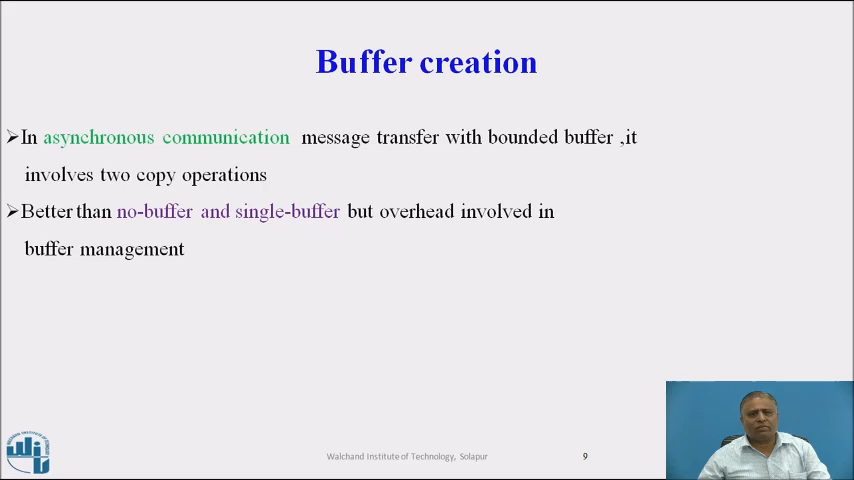 Buffer creation
➢In asynchronous communication message transfer with bounded buffer ,it
involves two copy operations
➢Better than no-buffer and single-buffer but overhead involved in
buffer management
Walchand Institute of Technology, Solapur
9